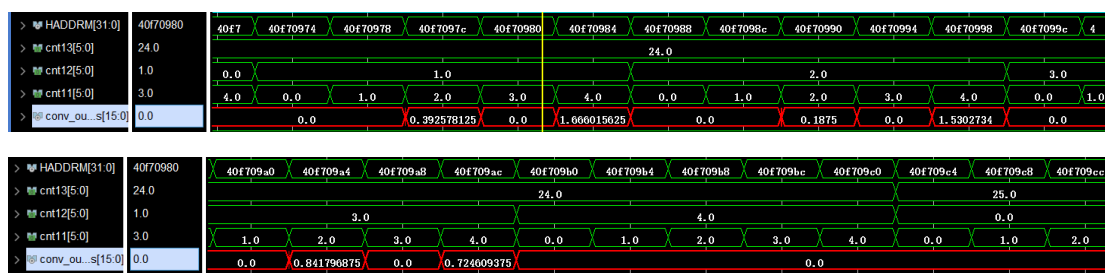 HADDRM[31:0] 40f70980 40f7 40f70974 40f70978 40f7097c 40f70980 40f70984 40f70988 40f7098c 40f70990 40f70994 40f70998 40f7099c 4
cnt13[5:0] 24.0 24.0
cnt12[5:0] 1.0 0.0 1.0 2.0 3.0
cnt11[5:0] 3.0 4.0 0.0 1.0 2.0 3.0 4.0 0.0 1.0 2.0 3.0 4.0 0.0 1.0
conv_ou...s[15:0] 0.0 0.0 0.392578125 0.0 1.666015625 0.0 0.1875 0.0 1.5302734 0.0
HADDRM[31:0] 40f70980 40f709a0 40f709a4 40f709a8 40f709ac 40f709b0 40f709b4 40f709b8 40f709bc 40f709c0 40f709c4 40f709c8 40f709cc
cnt13[5:0] 24.0 24.0 25.0
cnt12[5:0] 1.0 3.0 4.0 0.0
cnt11[5:0] 3.0 1.0 2.0 3.0 4.0 0.0 1.0 2.0 3.0 4.0 0.0 1.0 2.0
conv_ou...s[15:0] 0.0 0.0 0.841796875 0.0 0.724609375 0.0